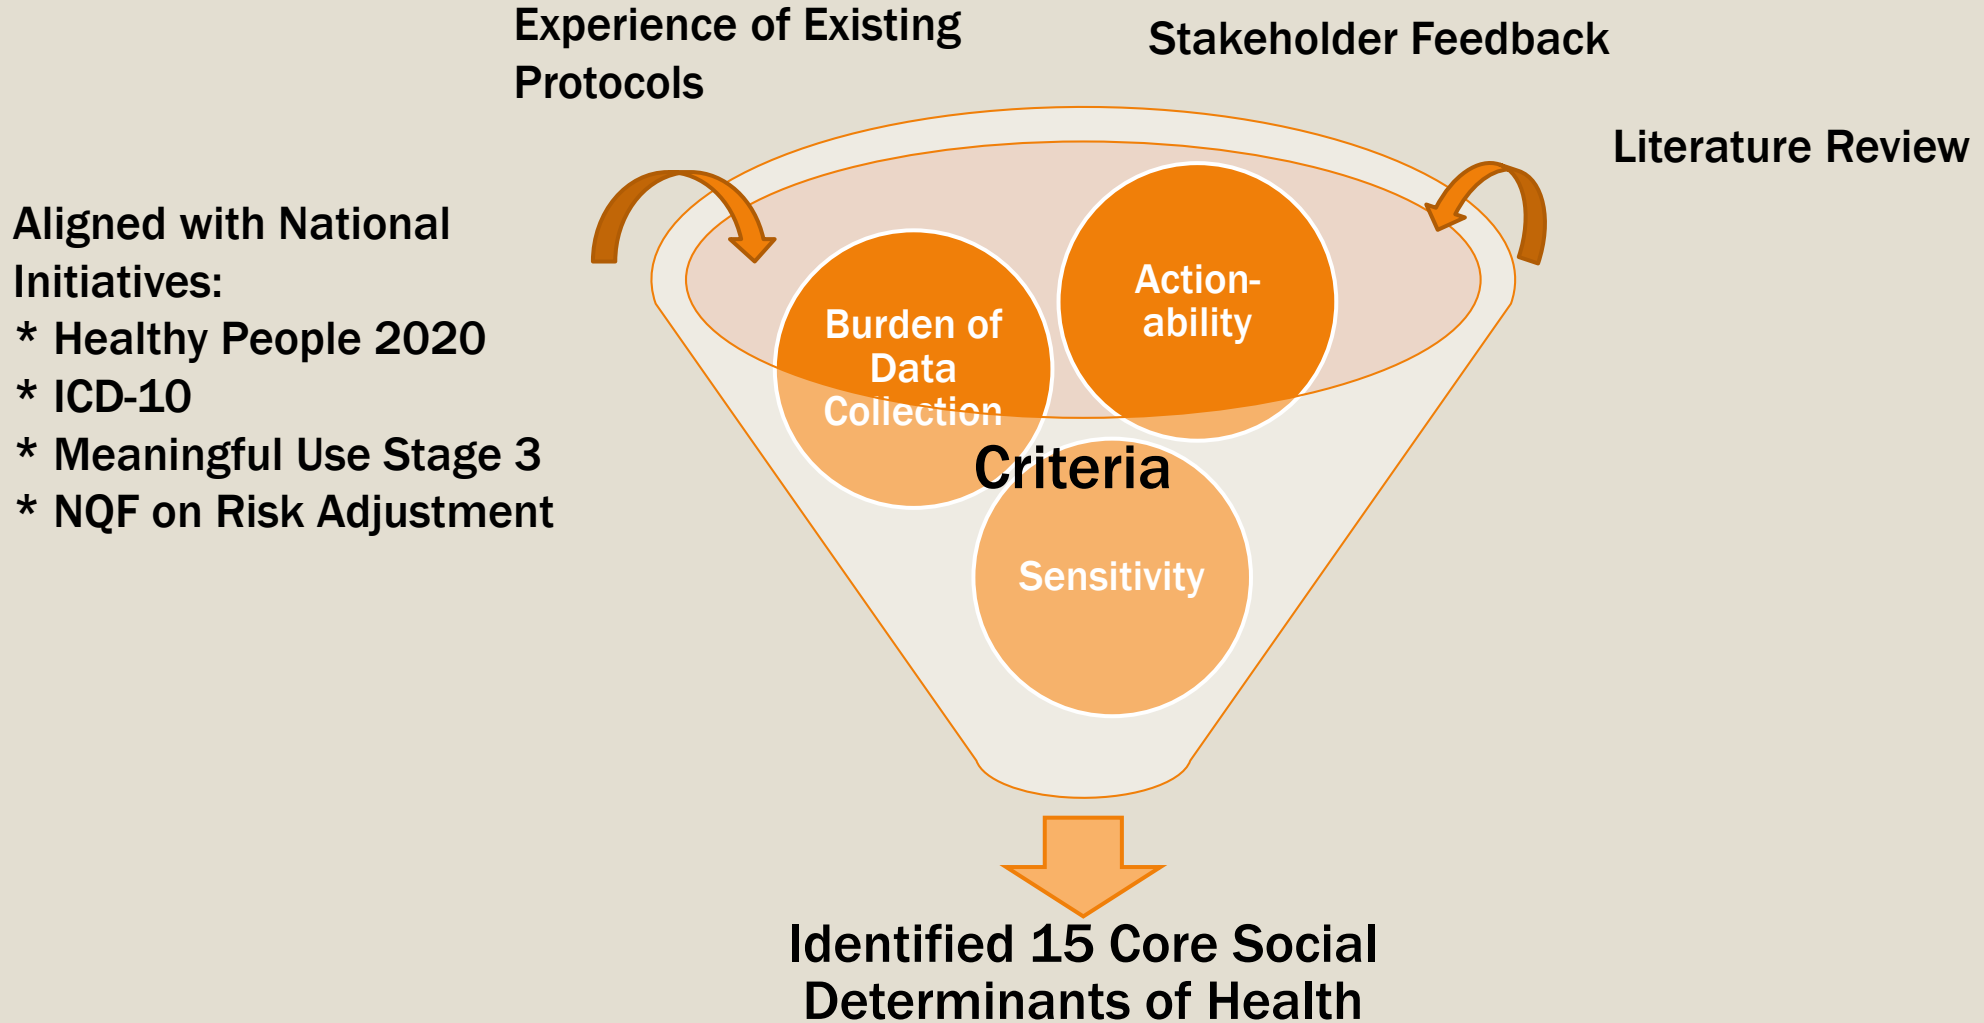 Experience of Existing
Protocols
Stakeholder Feedback
Literature Review
Aligned with National
Initiatives:
* Healthy People 2020
* ICD-10
* Meaningful Use Stage 3
* NQF on Risk Adjustment
Burden of
Data
Collection
Action-
ability
Criteria
Sensitivity
Identified 15 Core Social
Determinants of Health